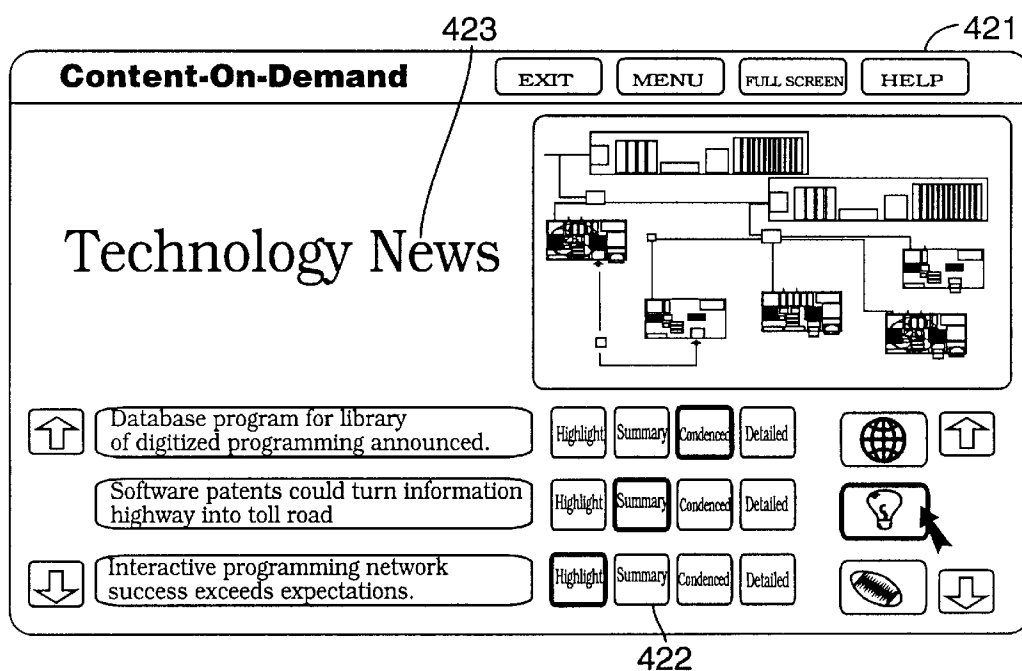 423
421
Content-On-Demand EXIT MENU FULL SCREEN HELP
Technology News
Database program for library
of digitized programming announced.
Highlight Summary Condenced Detailed
Software patents could turn information
highway into toll road
Highlight Summary Condenced Detailed
Interactive programming network
success exceeds expectations.
Highlight Summary Condenced Detailed
422